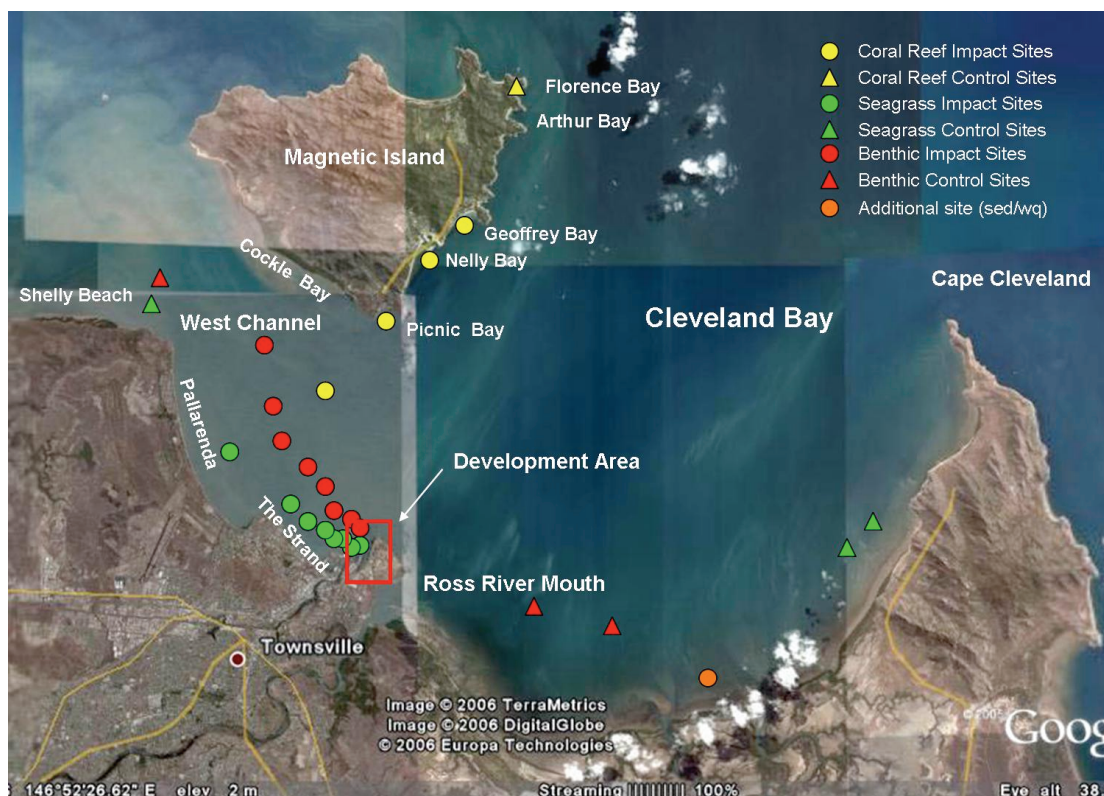 Coral Reef Impact Sites
Coral Reef Control Sites
Seagrass Impact Sites
Seagrass Control Sites
Benthic Impact Sites
Benthic Control Sites
Additional site (sed/wq)
Florence Bay
Arthur Bay
Magnetic Island
Geoffrey Bay
Nelly Bay
Cockle Bay
Cape Cleveland
Shelly Beach
West Channel
Picnic Bay
Cleveland Bay
Pallarenda
Development Area
The Strand
Ross River Mouth
Townsville
Image © 2006 TerraMetrics
Image © 2006 DigitalGlobe
© 2006 Europa Technologies
© 2005
Goog
146°52'26.62" E elev 2 m
Streaming ||||||||| 100%
Eye alt 38.